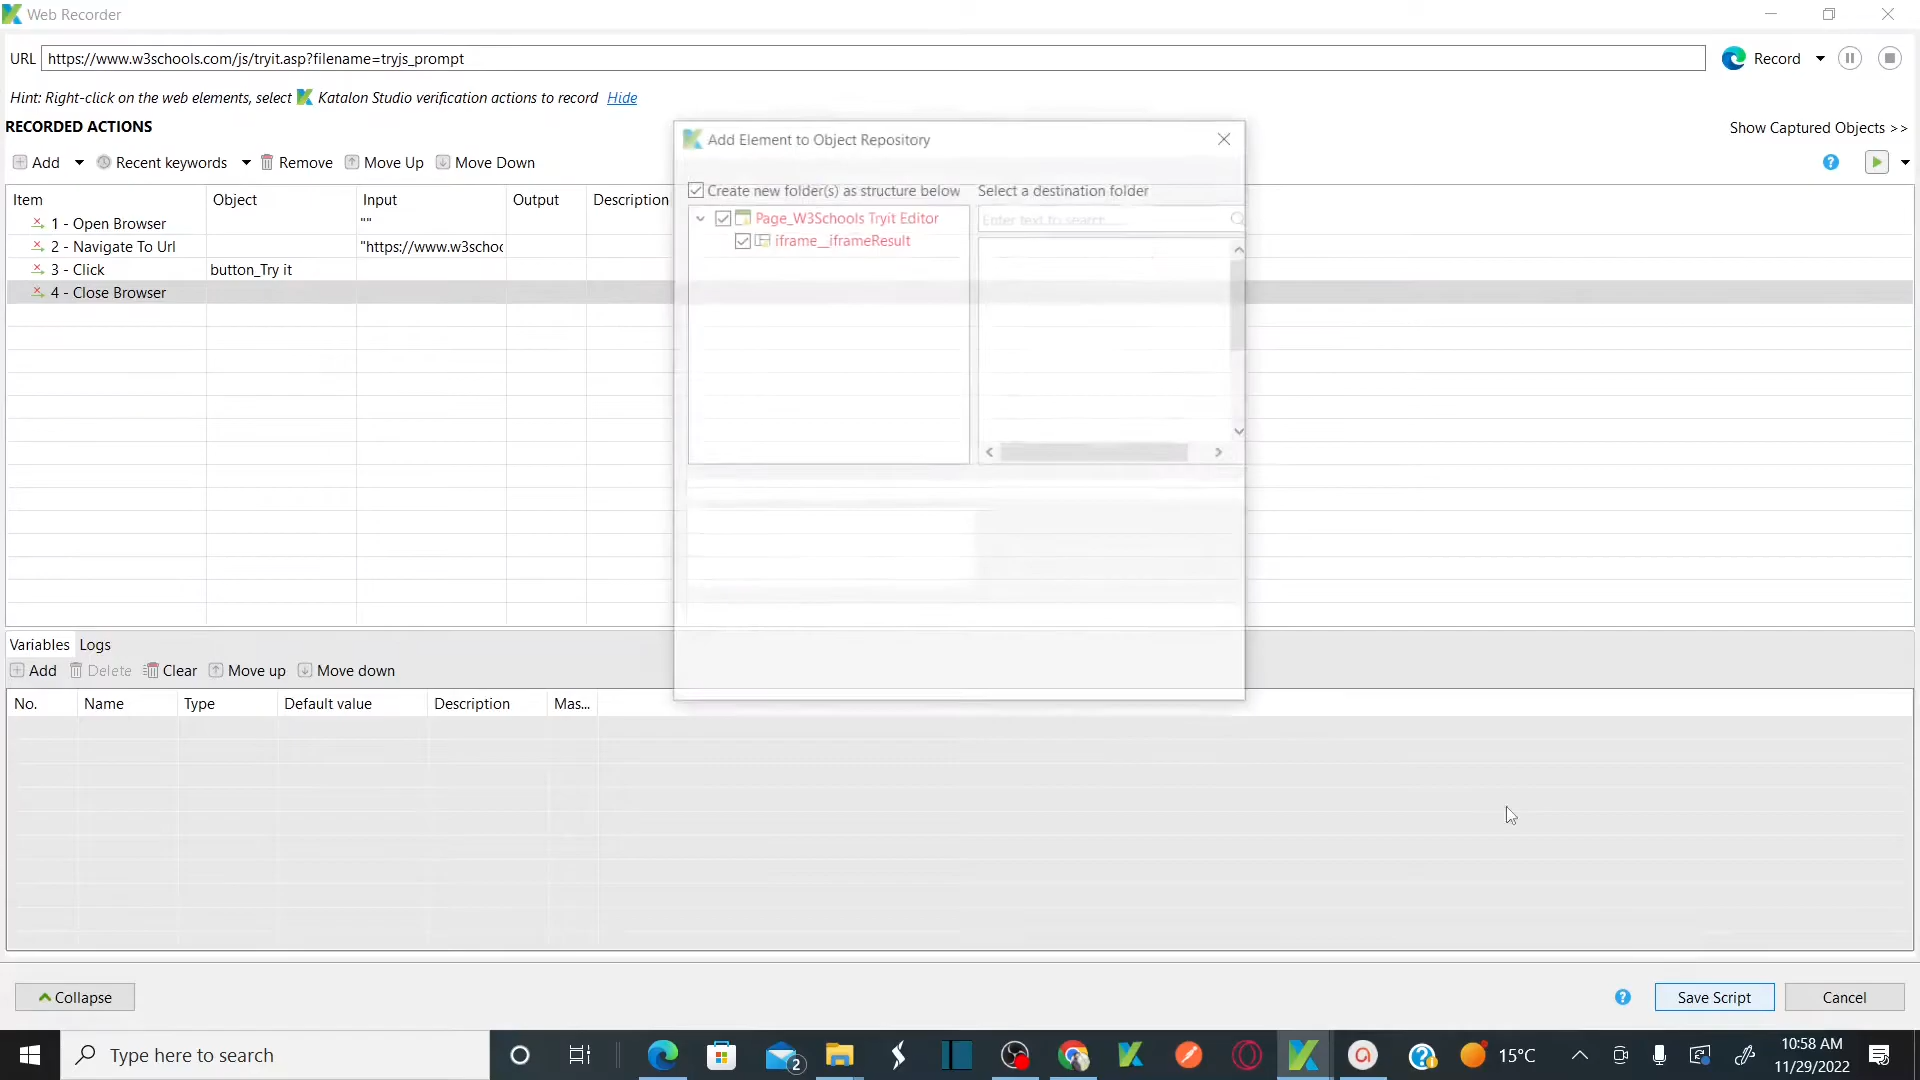 Web Recorder
URL https://www.w3schools.com/js/tryit.asp?filename=tryjs_prompt
Record
Hint: Right-click on the web elements, select Katalon Studio verification actions to record Hide
RECORDED ACTIONS
Show Captured Objects >>
Add Recent keywords Remove Move Up Move Down
Item Object Input Output Description
1 - Open Browser ""
2 - Navigate To Url "https://www.w3schoo
3 - Click button_Try it
4 - Close Browser
Add Element to Object Repository
Create new folder(s) as structure below Select a destination folder
Page_W3Schools Tryit Editor Enter text to search......
iframe__iframeResult
Variables Logs
Add Delete Clear Move up Move down
No. Name Type Default value Description Mas...
Collapse
Save Script Cancel
Type here to search
2
15°C
10:58 AM
11/29/2022